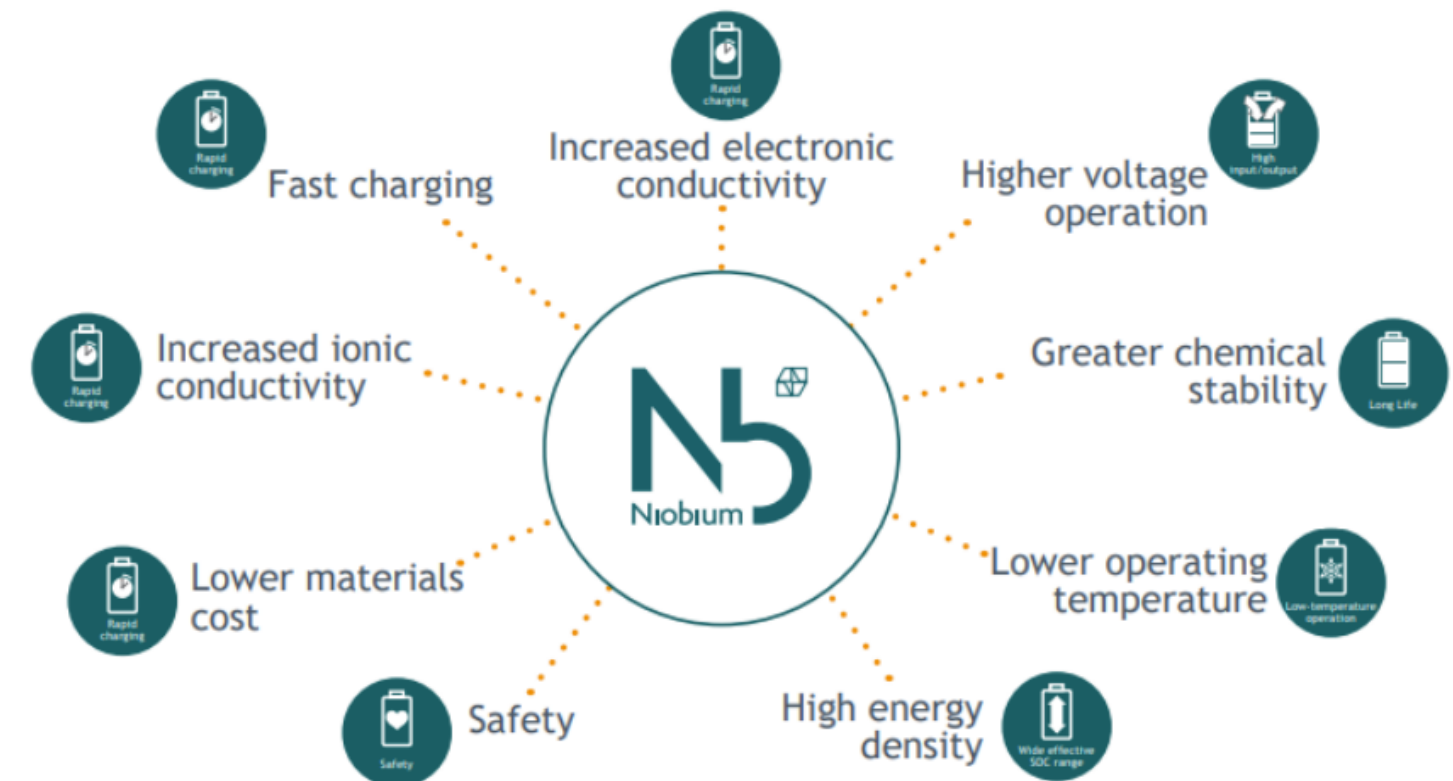 Rapid
charging
Increased electronic
conductivity
Rapid
charging
Fast charging
High
input/output
Higher voltage
operation
Rapid
charging
Increased ionic
conductivity
Nb
Niobium
Greater chemical
stability
Long Life
Rapid
charging
Lower materials
cost
Lower operating
temperature
Low-temperature
operation
Safety
Safety
High energy
density
Wide effective
SOC range